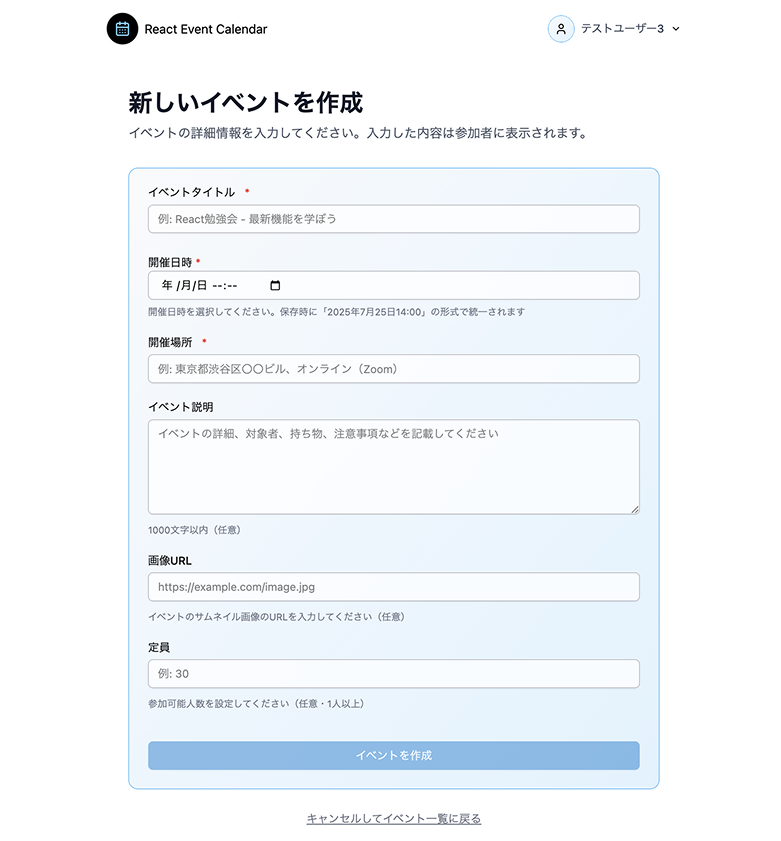 React Event Calendar
テストユーザー3
新しいイベントを作成
イベントの詳細情報を入力してください。入力した内容は参加者に表示されます。
イベントタイトル *
例: React勉強会 - 最新機能を学ぼう
開催日時 *
年 /月/日 --:--
開催日時を選択してください。保存時に「2025年7月25日14:00」の形式で統一されます
開催場所 *
例: 東京都渋谷区〇〇ビル、オンライン（Zoom）
イベント説明
イベントの詳細、対象者、持ち物、注意事項などを記載してください
1000文字以内（任意）
画像URL
https://example.com/image.jpg
イベントのサムネイル画像のURLを入力してください（任意）
定員
例: 30
参加可能人数を設定してください（任意・1人以上）
イベントを作成
キャンセルしてイベント一覧に戻る